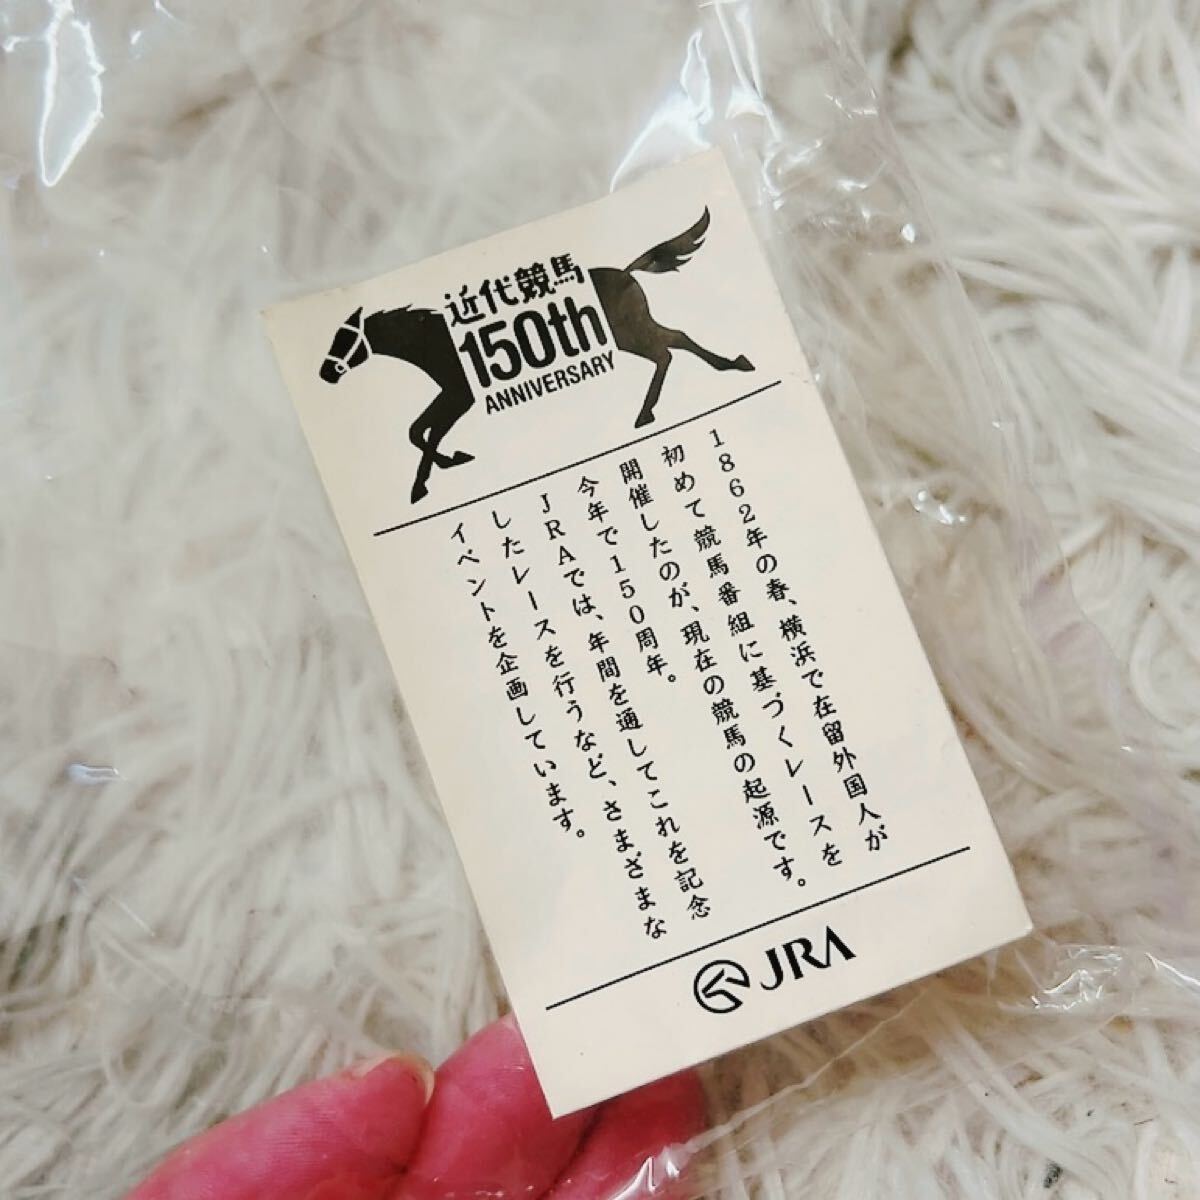 近代競馬
150th
ANNIVERSARY
1862年の春、横浜で在留外国人が
初めて競馬番組に基づくレースを
開催したのが、現在の競馬の起源です。
今年で150周年。
JRAでは、年間を通してこれを記念
したレースを行うなど、さまざまな
イベントを企画しています。
JRA